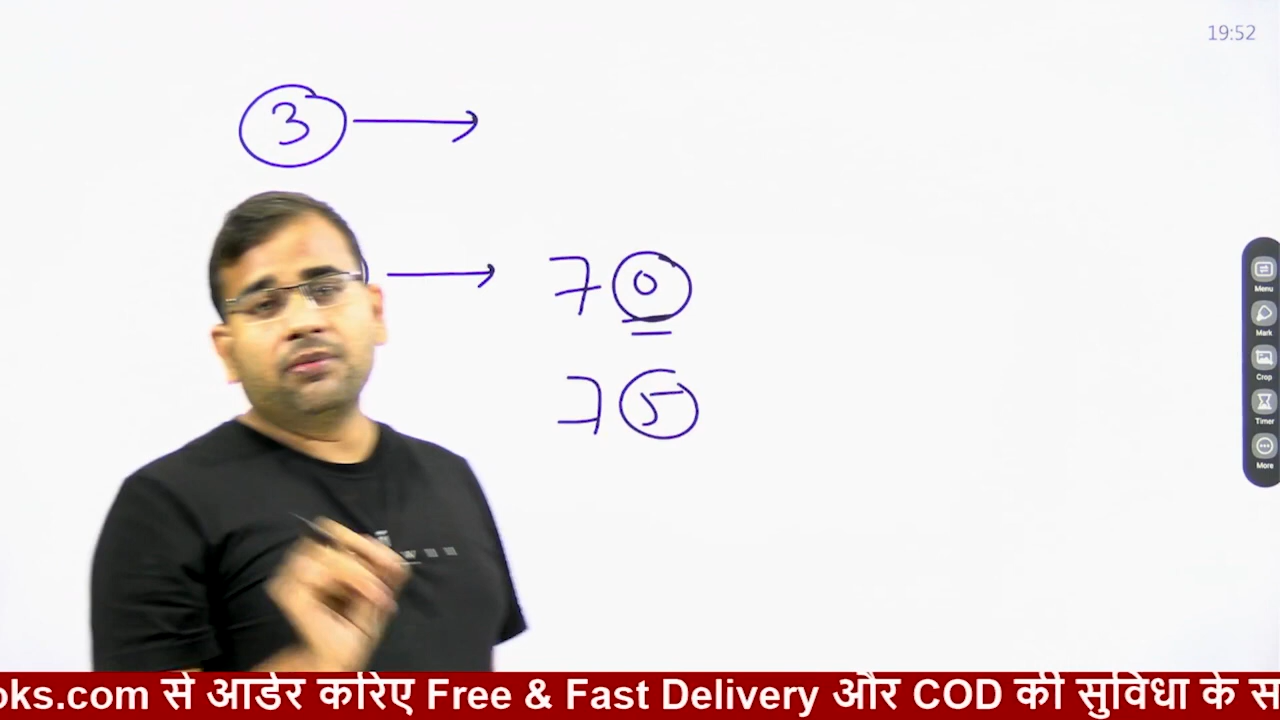 19:52
3 →
→ 70
75
Menu
Mark
Crop
Timer
More
oks.com से आर्डर करिए Free & Fast Delivery और COD की सुविधा के स